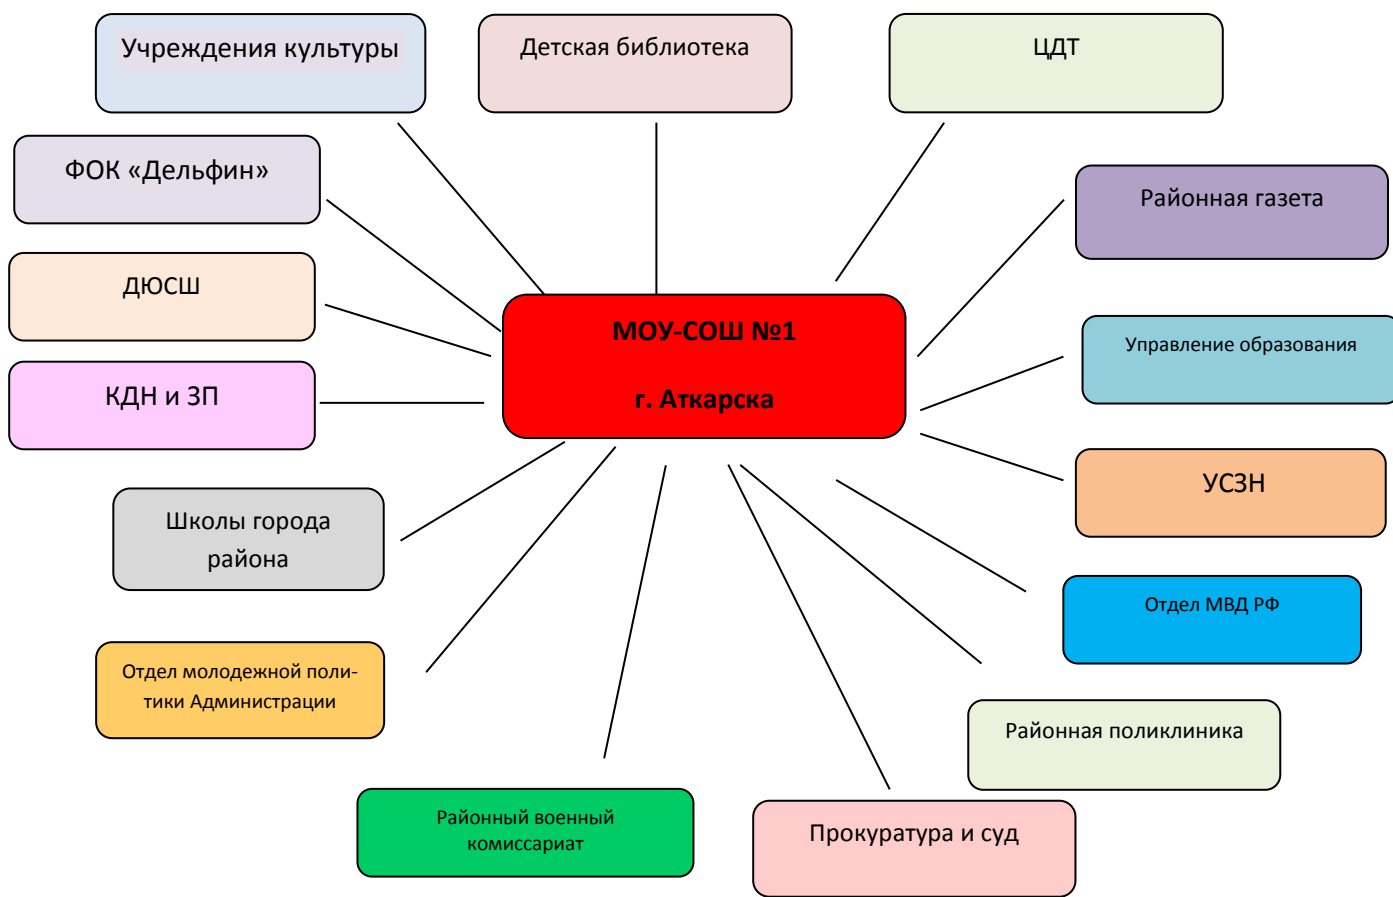 Учреждения культуры
Детская библиотека
ЦДТ
ФОК «Дельфин»
Районная газета
ДЮСШ
МОУ-СОШ №1
г. Аткарска
Управление образования
КДН и ЗП
УСЗН
Школы города
района
Отдел МВД РФ
Отдел молодежной поли-
тики Администрации
Районная поликлиника
Районный военный
комиссариат
Прокуратура и суд